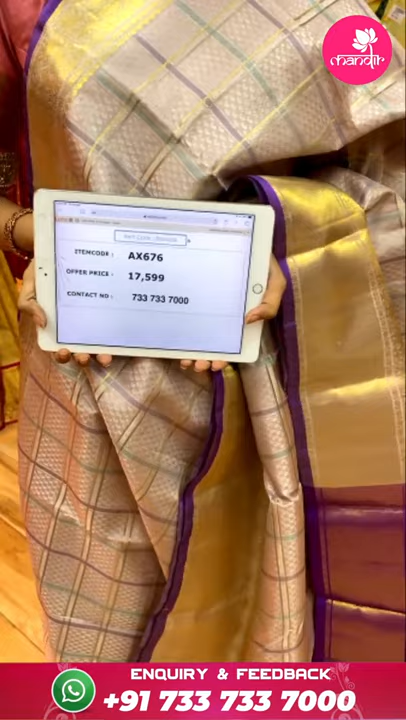 mandir
ITEMCODE : AX676
OFFER PRICE : 17,599
CONTACT NO : 733 733 7000
ENQUIRY & FEEDBACK
+91 733 733 7000